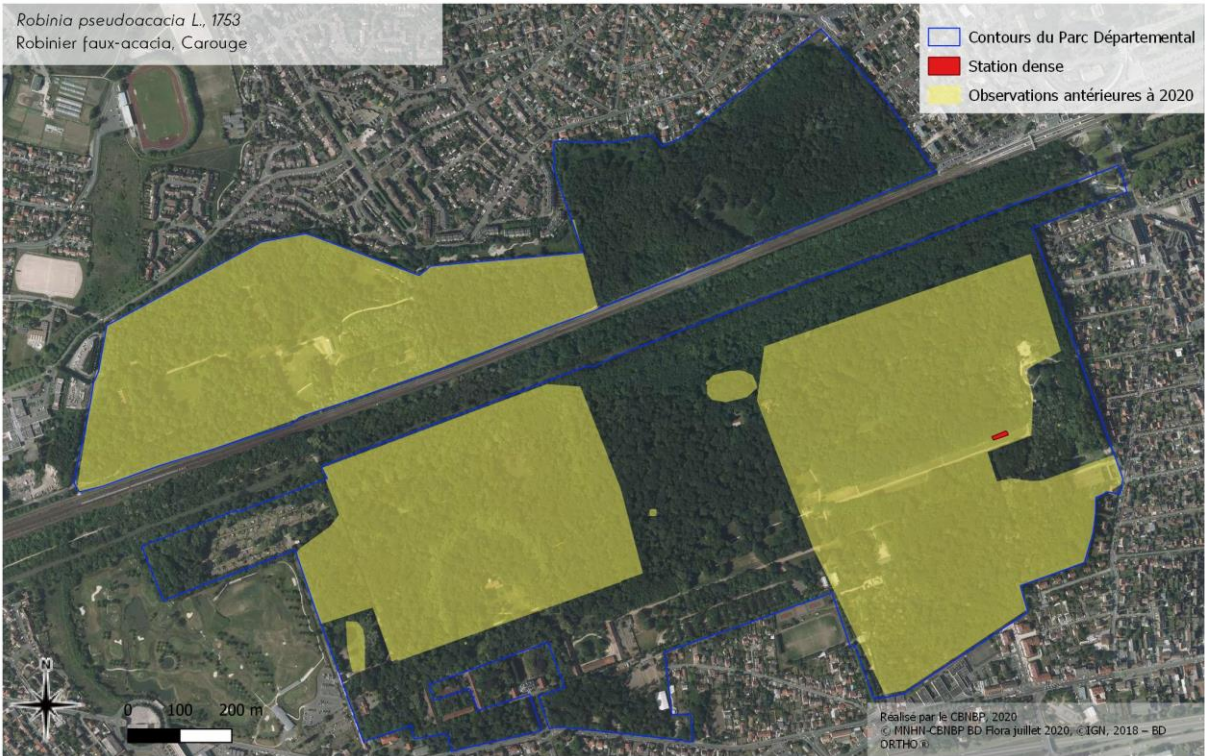 Robinia pseudoacacia L., 1753
Robinier faux-acacia, Carouge
Contours du Parc Départemental
Station dense
Observations antérieures à 2020
N
0 100 200 m
Réalisé par le CBNBP, 2020
© MNHN-CBNBP BD Flora juillet 2020, ©IGN, 2018 – BD
ORTHO®